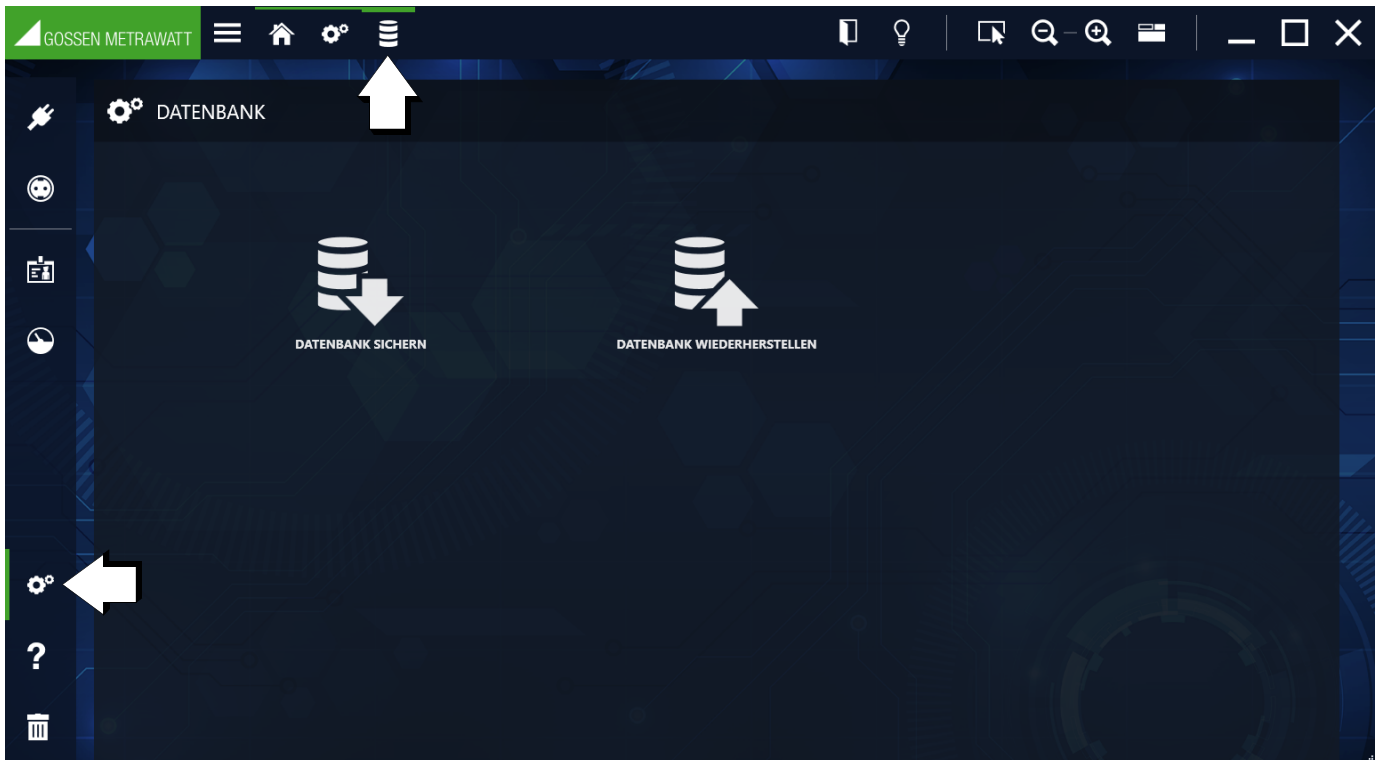 GOSSEN METRAWATT
DATENBANK
DATENBANK SICHERN
DATENBANK WIEDERHERSTELLEN
?